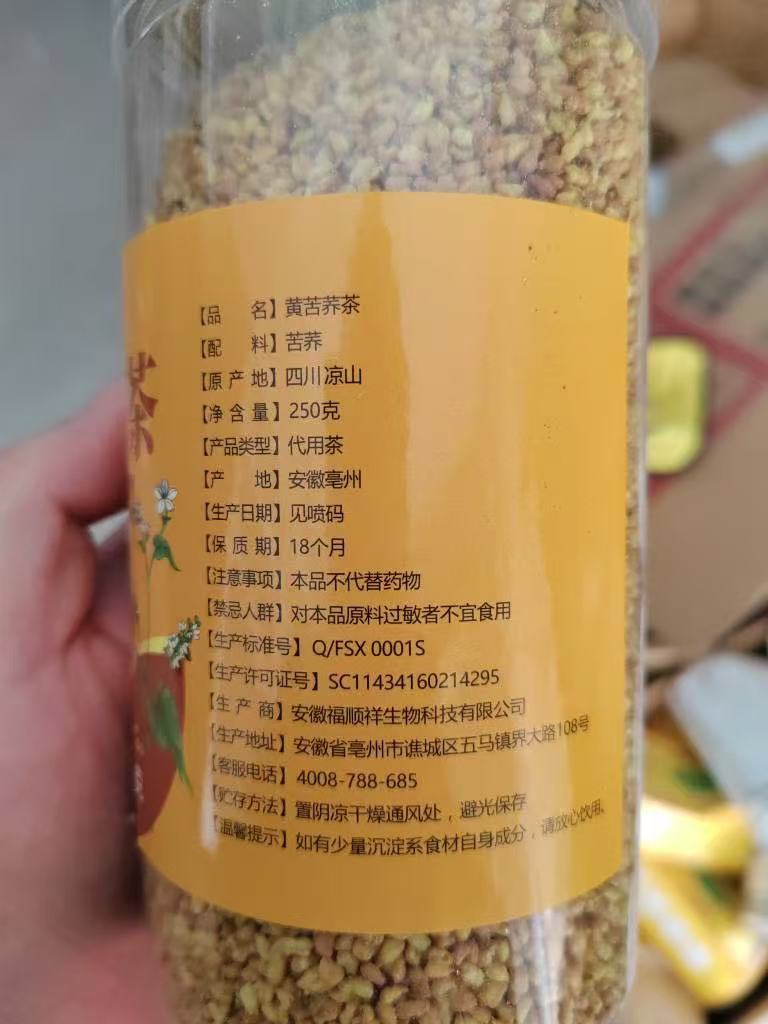 茶
【品 名】黄苦荞茶
【配 料】苦荞
【原 产 地】四川凉山
【净 含 量】250克
【产品类型】代用茶
【产 地】安徽亳州
【生产日期】见喷码
【保 质 期】18个月
【注意事项】本品不代替药物
【禁忌人群】对本品原料过敏者不宜食用
【生产标准号】Q/FSX 0001S
【生产许可证号】SC11434160214295
【生 产 商】安徽福顺祥生物科技有限公司
【生产地址】安徽省亳州市谯城区五马镇界大路108号
【客服电话】4008-788-685
【贮存方法】置阴凉干燥通风处，避光保存
【温馨提示】如有少量沉淀系食材自身成分，请放心饮用。